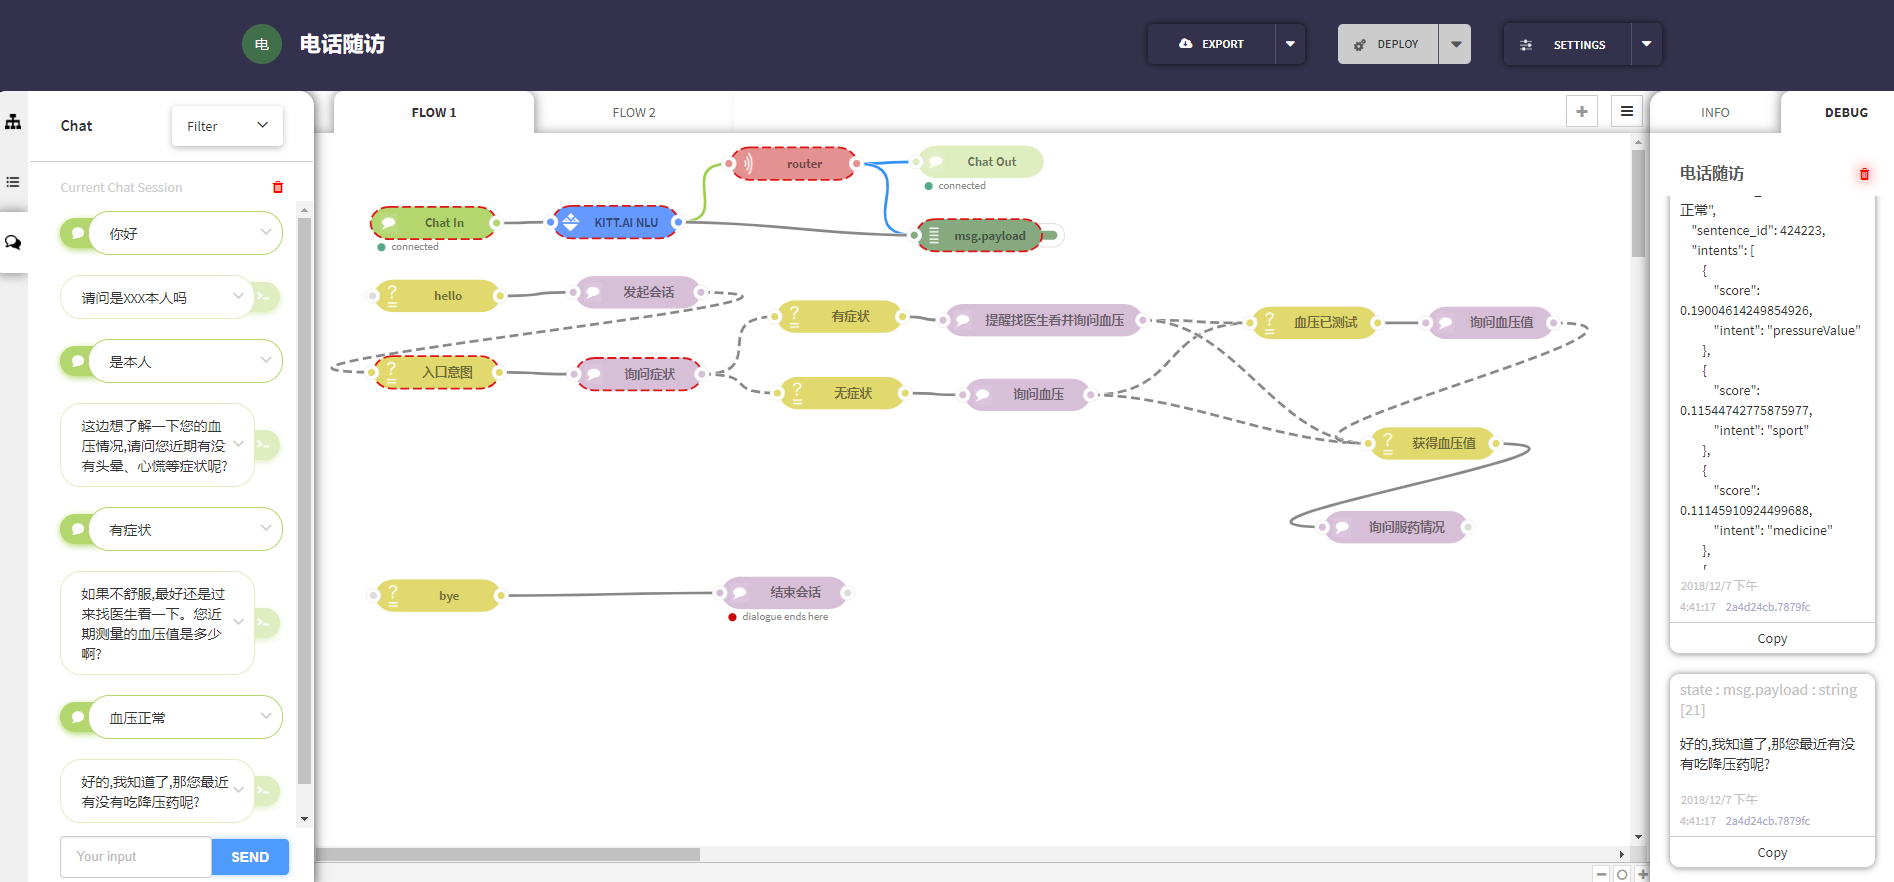 电
电话随访
EXPORT
DEPLOY
SETTINGS
Chat
Filter
Current Chat Session
你好
请问是XXX本人吗
是本人
这边想了解一下您的血
压情况,请问您近期有没
有头晕、心慌等症状呢?
有症状
如果不舒服,最好还是过
来找医生看一下。您近
期测量的血压值是多少
啊?
血压正常
好的,我知道了,那您最近
有没有吃降压药呢?
Your input
SEND
FLOW 1
FLOW 2
router
Chat Out
connected
Chat In
connected
KITT.AI NLU
msg.payload
hello
发起会话
有症状
提醒找医生看并询问血压
血压已测试
询问血压值
入口意图
询问症状
无症状
询问血压
获得血压值
询问服药情况
bye
结束会话
dialogue ends here
INFO
DEBUG
电话随访
正常",
"sentence_id": 424223,
"intents": [
{
"score":
0.19004614249854926,
"intent": "pressureValue"
},
{
"score":
0.11544742775875977,
"intent": "sport"
},
{
"score":
0.11145910924499688,
"intent": "medicine"
},
2018/12/7 下午
4:41:17 2a4d24cb.7879fc
Copy
state : msg.payload : string
[21]
好的,我知道了,那您最近有没
有吃降压药呢?
2018/12/7 下午
4:41:17 2a4d24cb.7879fc
Copy